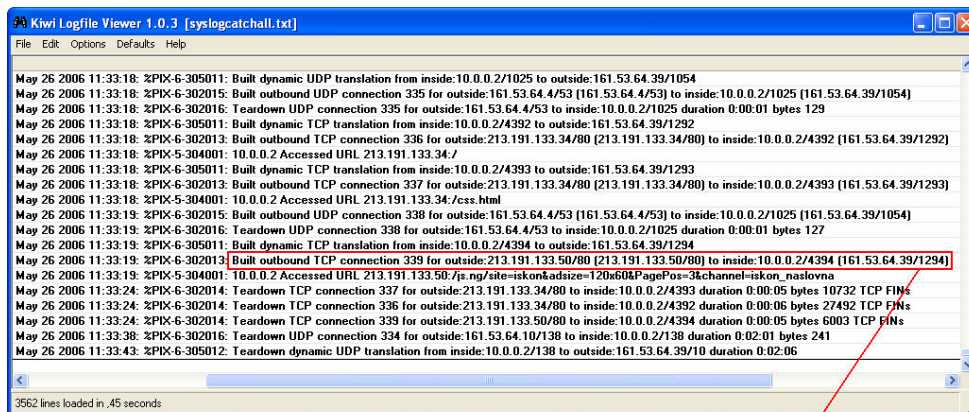 Kiwi Logfile Viewer 1.0.3 [syslogcatchall.txt]
File Edit Options Defaults Help
May 26 2006 11:33:18: %PIX-6-305011: Built dynamic UDP translation from inside:10.0.0.2/1025 to outside:161.53.64.39/1054
May 26 2006 11:33:18: %PIX-6-302015: Built outbound UDP connection 335 for outside:161.53.64.4/53 (161.53.64.4/53) to inside:10.0.0.2/1025 (161.53.64.39/1054)
May 26 2006 11:33:18: %PIX-6-302016: Teardown UDP connection 335 for outside:161.53.64.4/53 to inside:10.0.0.2/1025 duration 0:00:01 bytes 129
May 26 2006 11:33:18: %PIX-6-305011: Built dynamic TCP translation from inside:10.0.0.2/4392 to outside:161.53.64.39/1292
May 26 2006 11:33:18: %PIX-6-302013: Built outbound TCP connection 336 for outside:213.191.133.34/80 (213.191.133.34/80) to inside:10.0.0.2/4392 (161.53.64.39/1292)
May 26 2006 11:33:18: %PIX-5-304001: 10.0.0.2 Accessed URL 213.191.133.34:/
May 26 2006 11:33:18: %PIX-6-305011: Built dynamic TCP translation from inside:10.0.0.2/4393 to outside:161.53.64.39/1293
May 26 2006 11:33:18: %PIX-6-302013: Built outbound TCP connection 337 for outside:213.191.133.34/80 (213.191.133.34/80) to inside:10.0.0.2/4393 (161.53.64.39/1293)
May 26 2006 11:33:18: %PIX-5-304001: 10.0.0.2 Accessed URL 213.191.133.34:/css.html
May 26 2006 11:33:19: %PIX-6-302015: Built outbound UDP connection 338 for outside:161.53.64.4/53 (161.53.64.4/53) to inside:10.0.0.2/1025 (161.53.64.39/1054)
May 26 2006 11:33:19: %PIX-6-302016: Teardown UDP connection 338 for outside:161.53.64.4/53 to inside:10.0.0.2/1025 duration 0:00:01 bytes 127
May 26 2006 11:33:19: %PIX-6-305011: Built dynamic TCP translation from inside:10.0.0.2/4394 to outside:161.53.64.39/1294
May 26 2006 11:33:19: %PIX-6-302013: Built outbound TCP connection 339 for outside:213.191.133.50/80 (213.191.133.50/80) to inside:10.0.0.2/4394 (161.53.64.39/1294)
May 26 2006 11:33:19: %PIX-5-304001: 10.0.0.2 Accessed URL 213.191.133.50:/js.ng/site=iskon&adsize=120x60&PagePos=3&channel=iskon_naslovna
May 26 2006 11:33:24: %PIX-6-302014: Teardown TCP connection 337 for outside:213.191.133.34/80 to inside:10.0.0.2/4393 duration 0:00:05 bytes 10732 TCP FINs
May 26 2006 11:33:24: %PIX-6-302014: Teardown TCP connection 336 for outside:213.191.133.34/80 to inside:10.0.0.2/4392 duration 0:00:06 bytes 27492 TCP FINs
May 26 2006 11:33:24: %PIX-6-302014: Teardown TCP connection 339 for outside:213.191.133.50/80 to inside:10.0.0.2/4394 duration 0:00:05 bytes 6003 TCP FINs
May 26 2006 11:33:38: %PIX-6-302016: Teardown UDP connection 334 for outside:161.53.64.10/138 to inside:10.0.0.2/138 duration 0:02:01 bytes 241
May 26 2006 11:33:43: %PIX-6-305012: Teardown dynamic UDP translation from inside:10.0.0.2/138 to outside:161.53.64.39/10 duration 0:02:06
3562 lines loaded in ,45 seconds